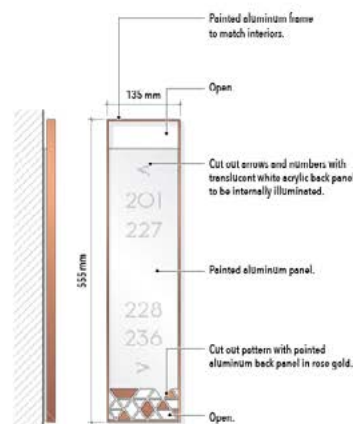 Painted aluminum frame
to match interiors.
Open.
135 mm
Cut out arrows and numbers with
translucent white acrylic back panel
to be internally illuminated.
<
201
227
555 mm
Painted aluminum panel.
228
236
>
Cut out pattern with painted
aluminum back panel in rose gold.
Open.